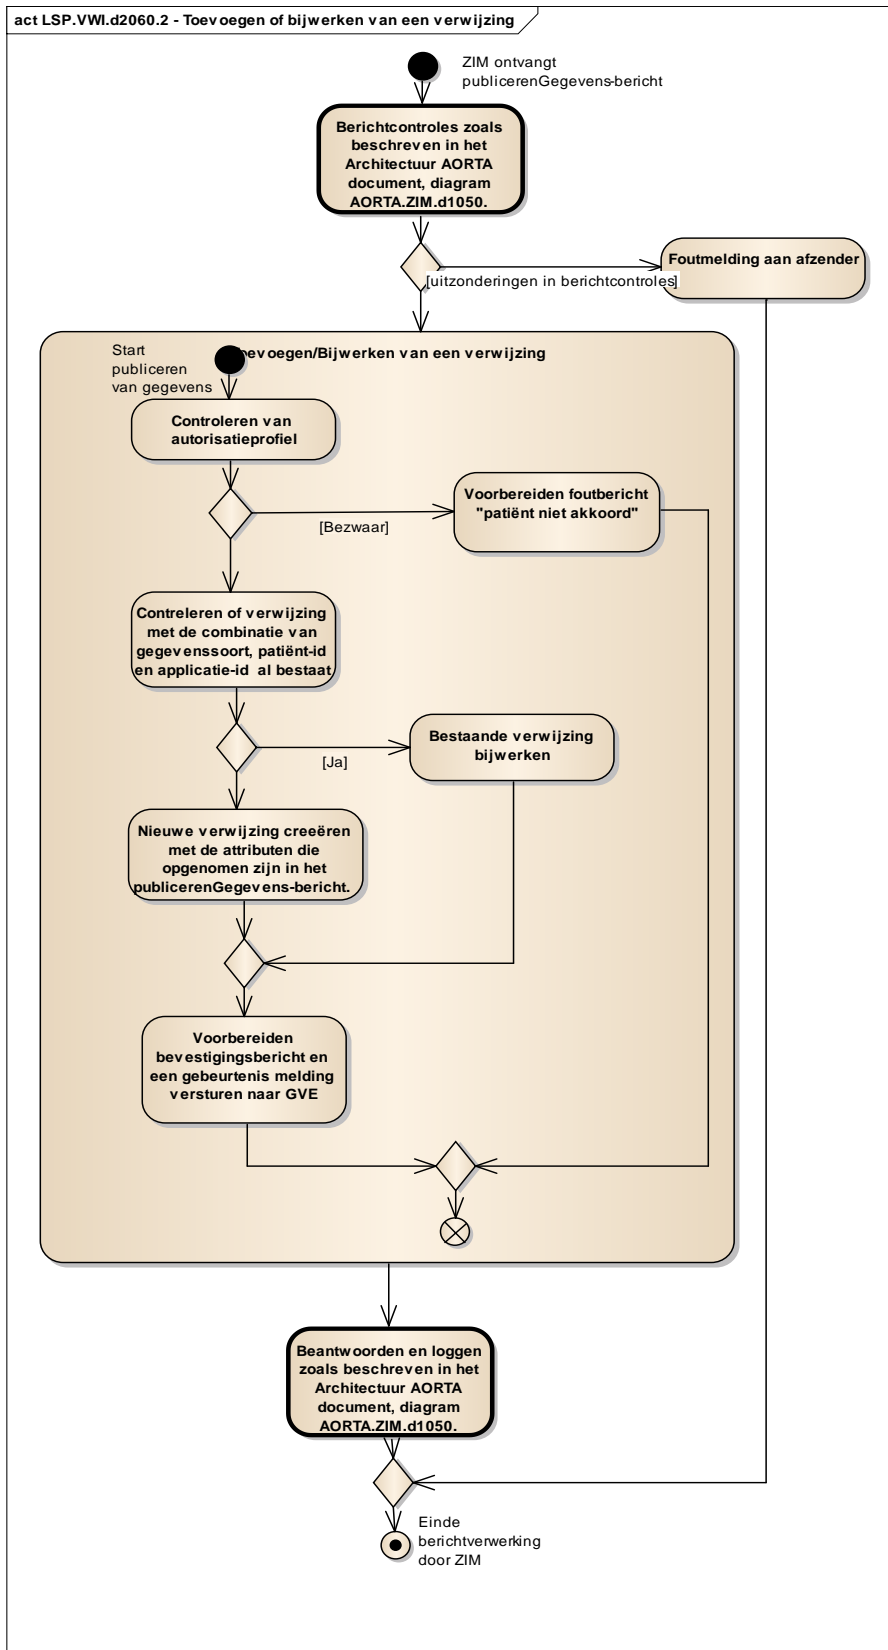 act LSP.VWI.d2060.2 - Toevoegen of bijwerken van een verwijzing
ZIM ontvangt
publicerenGegevens-bericht
Berichtcontroles zoals
beschreven in het
Architectuur AORTA
document, diagram
AORTA.ZIM.d1050.
Foutmelding aan afzender
[uitzonderingen in berichtcontroles]
Start
publiceren
van gegevens
oevoegen/Bijwerken van een verwijzing
Controleren van
autorisatieprofiel
Voorbereiden foutbericht
"patiënt niet akkoord"
[Bezwaar]
Contreleren of verwijzing
met de combinatie van
gegevenssoort, patiënt-id
en applicatie-id al bestaat
Bestaande verwijzing
bijwerken
[Ja]
Nieuwe verwijzing creeëren
met de attributen die
opgenomen zijn in het
publicerenGegevens-bericht.
Voorbereiden
bevestigingsbericht en
een gebeurtenis melding
versturen naar GVE
Beantwoorden en loggen
zoals beschreven in het
Architectuur AORTA
document, diagram
AORTA.ZIM.d1050.
Einde
berichtverwerking
door ZIM